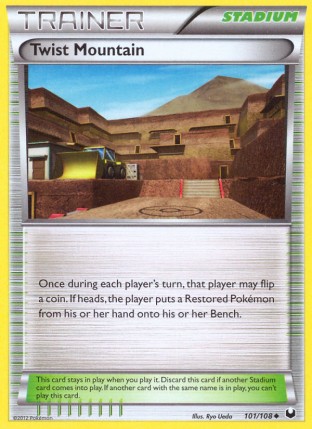 TRAINER STADIUM
Twist Mountain
Once during each player's turn, that player may flip
a coin. If heads, the player puts a Restored Pokémon
from his or her hand onto his or her Bench.
This card stays in play when you play it. Discard this card if another Stadium
card comes into play. If another card with the same name is in play, you can't
play this card.
©2012 Pokémon Illus. Ryo Ueda 101/108